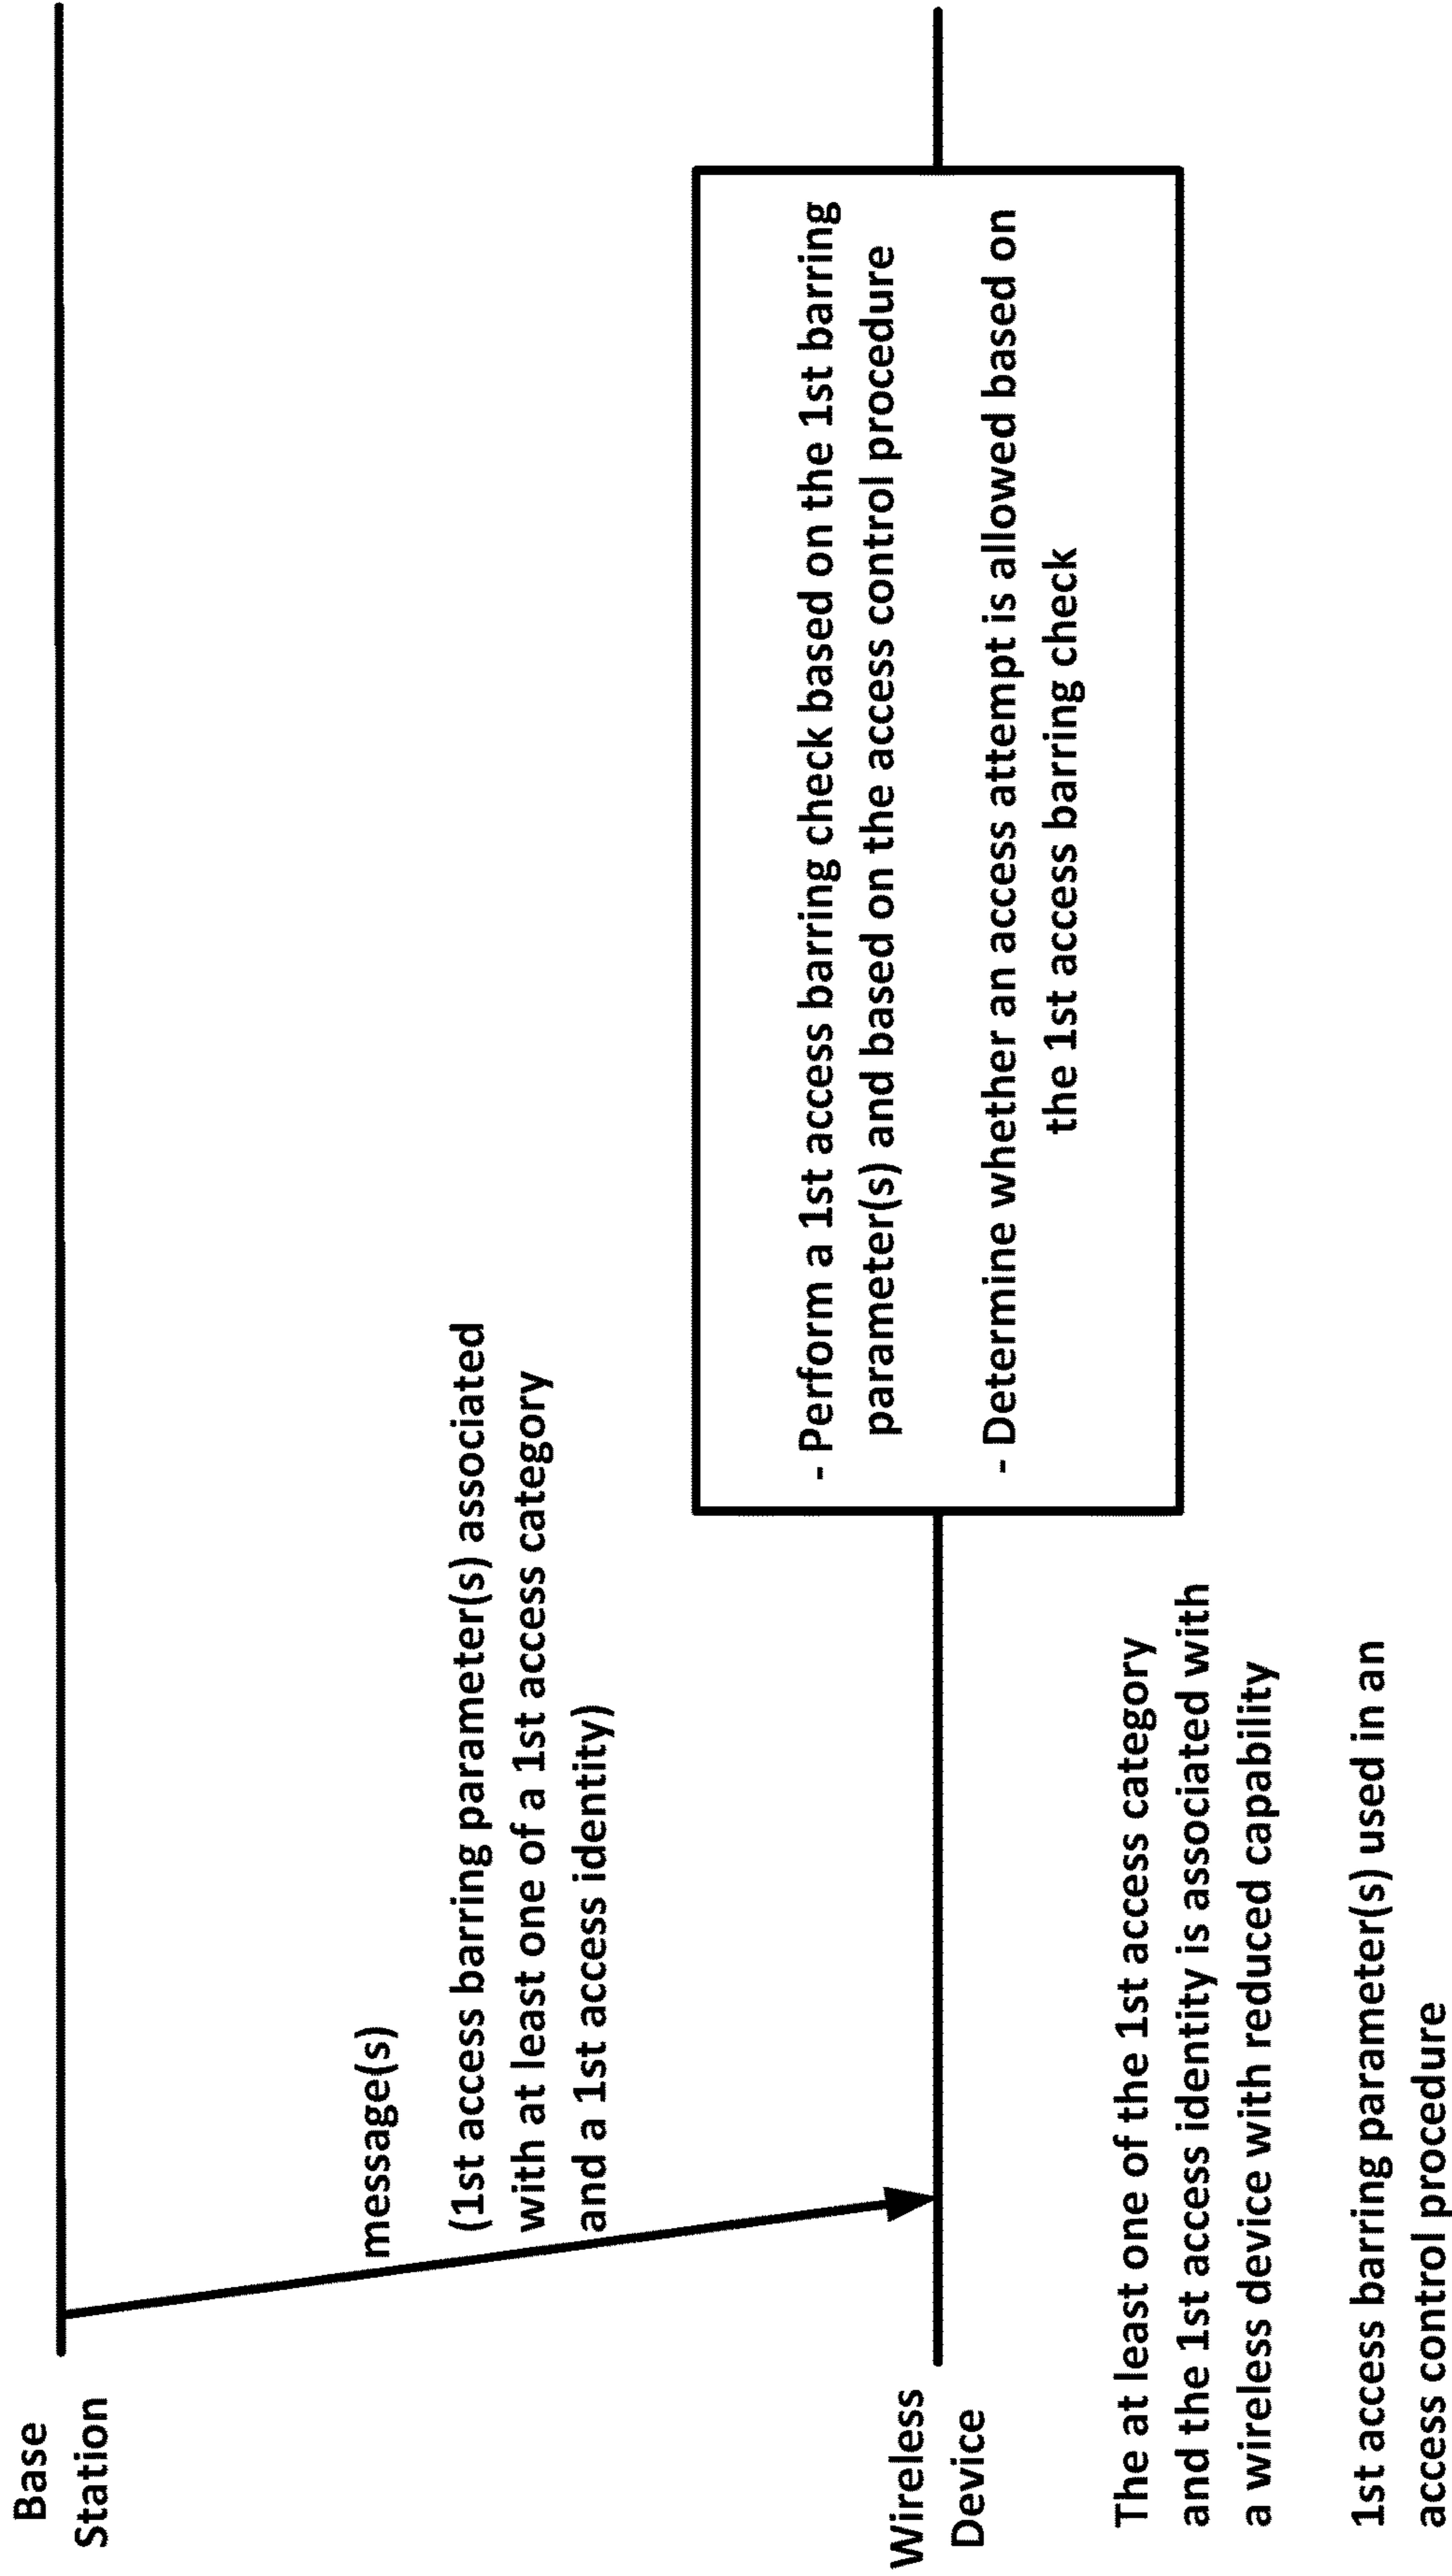 Base
Station
message(s)
(1st access barring parameter(s) associated
with at least one of a 1st access category
and a 1st access identity)
- Perform a 1st access barring check based on the 1st barring
parameter(s) and based on the access control procedure
- Determine whether an access attempt is allowed based on
the 1st access barring check
Wireless
Device
The at least one of the 1st access category
and the 1st access identity is associated with
a wireless device with reduced capability
1st access barring parameter(s) used in an
access control procedure